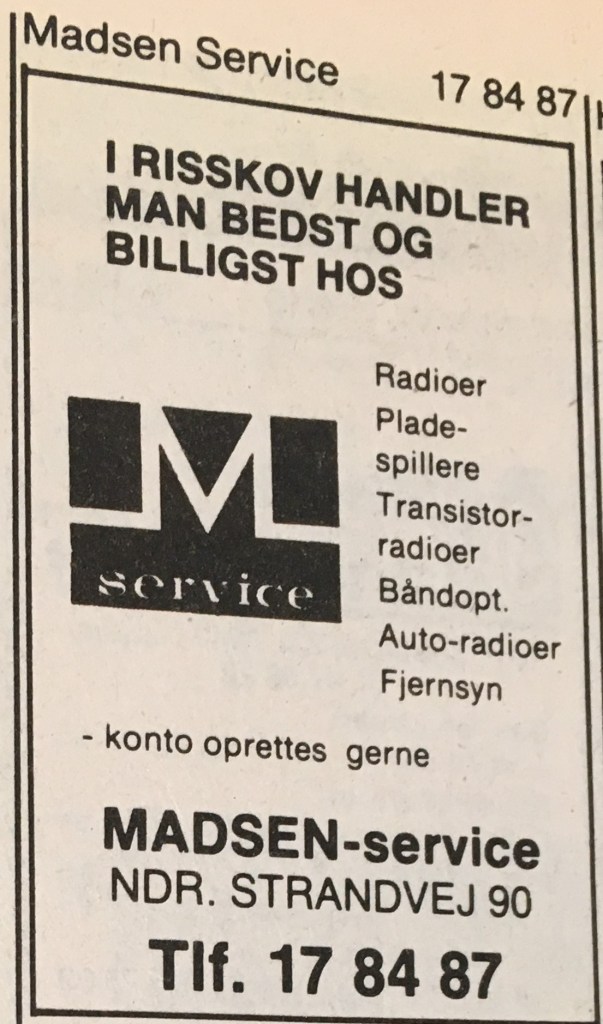 Madsen Service 17 84 87
I RISSKOV HANDLER
MAN BEDST OG
BILLIGST HOS
M
service
Radioer
Plade-
spillere
Transistor-
radioer
Båndopt.
Auto-radioer
Fjernsyn
- konto oprettes gerne
MADSEN-service
NDR. STRANDVEJ 90
Tlf. 17 84 87